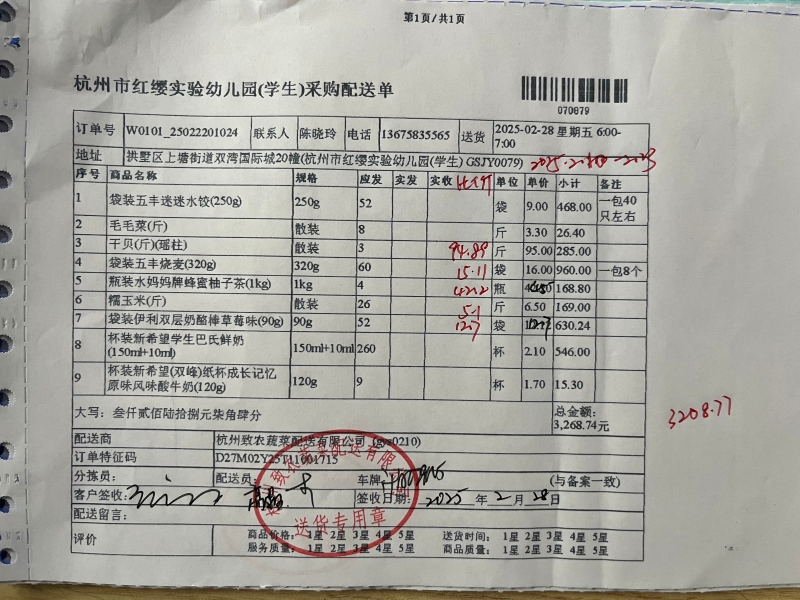 第1页/共1页
杭州市红缨实验幼儿园(学生)采购配送单
070879
订单号 W0101_25022201024 联系人 陈晓玲 电话 13675835565 送货 2025-02-28 星期五 6:00-7:00
地址 拱墅区上塘街道双湾国际城20幢(杭州市红缨实验幼儿园(学生) GSJY0079)
序号 商品名称 规格 应发 实发 实收 单位 单价 小计 备注
1 袋装五丰迷迷水饺(250g) 250g 52 袋 9.00 468.00 一包40只左右
2 毛毛菜(斤) 散装 8 斤 3.30 26.40
3 干贝(斤)(瑶柱) 散装 3 94.89 斤 95.00 285.00
4 袋装五丰烧麦(320g) 320g 60 15.11 袋 16.00 960.00 一包8个
5 瓶装水妈妈牌蜂蜜柚子茶(1kg) 1kg 4 瓶 168.80
6 糯玉米(斤) 散装 26 5.1 斤 6.50 169.00
7 袋装伊利双层奶酪棒草莓味(90g) 90g 52 袋 630.24
8 杯装新希望学生巴氏鲜奶(150ml+10ml) 150ml+10ml 260 杯 2.10 546.00
9 杯装新希望(双峰)纸杯成长记忆原味风味酸牛奶(120g) 120g 9 杯 1.70 15.30
大写：叁仟贰佰陆拾捌元柒角肆分 总金额：3,268.74元
3208.77
配送商 杭州致农蔬菜配送有限公司 (gys0210)
订单特征码 D27M02Y25T11001715
分拣员： 配送员： 车牌 (与备案一致)
客户签收： 签收日期： 2025 年 2 月 28 日
送货专用章
配送留言：
评价 商品价格： 1星 2星 3星 4星 5星 送货时间： 1星 2星 3星 4星 5星
服务质量： 1星 2星 3星 4星 5星 商品质量： 1星 2星 3星 4星 5星